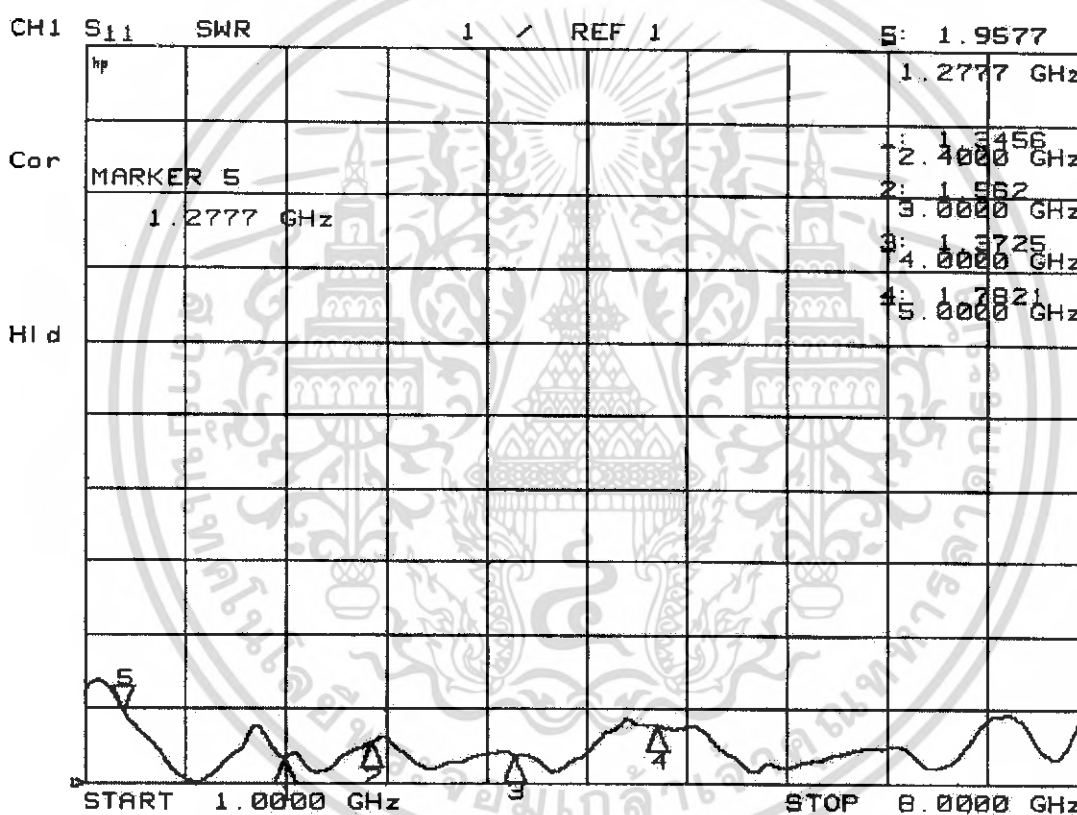 CH1 S11 SWR 1 / REF 1 5: 1.9577
hp
1.2777 GHz
1: 1.3456
2.4000 GHz
Cor
MARKER 5
1.2777 GHz
2: 1.562
3.0000 GHz
3: 1.3725
4.0000 GHz
4: 1.7821
5.0000 GHz
Hld
5
1
2
3
4
START 1.0000 GHz STOP 8.0000 GHz